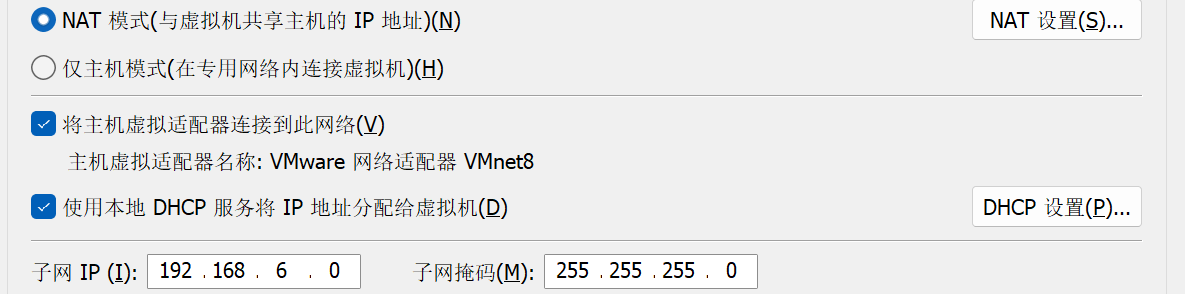 NAT 模式(与虚拟机共享主机的 IP 地址)(N)
NAT 设置(S)...
仅主机模式(在专用网络内连接虚拟机)(H)
将主机虚拟适配器连接到此网络(V)
主机虚拟适配器名称: VMware 网络适配器 VMnet8
使用本地 DHCP 服务将 IP 地址分配给虚拟机(D)
DHCP 设置(P)...
子网 IP (I): 192 . 168 . 6 . 0 子网掩码(M): 255 . 255 . 255 . 0